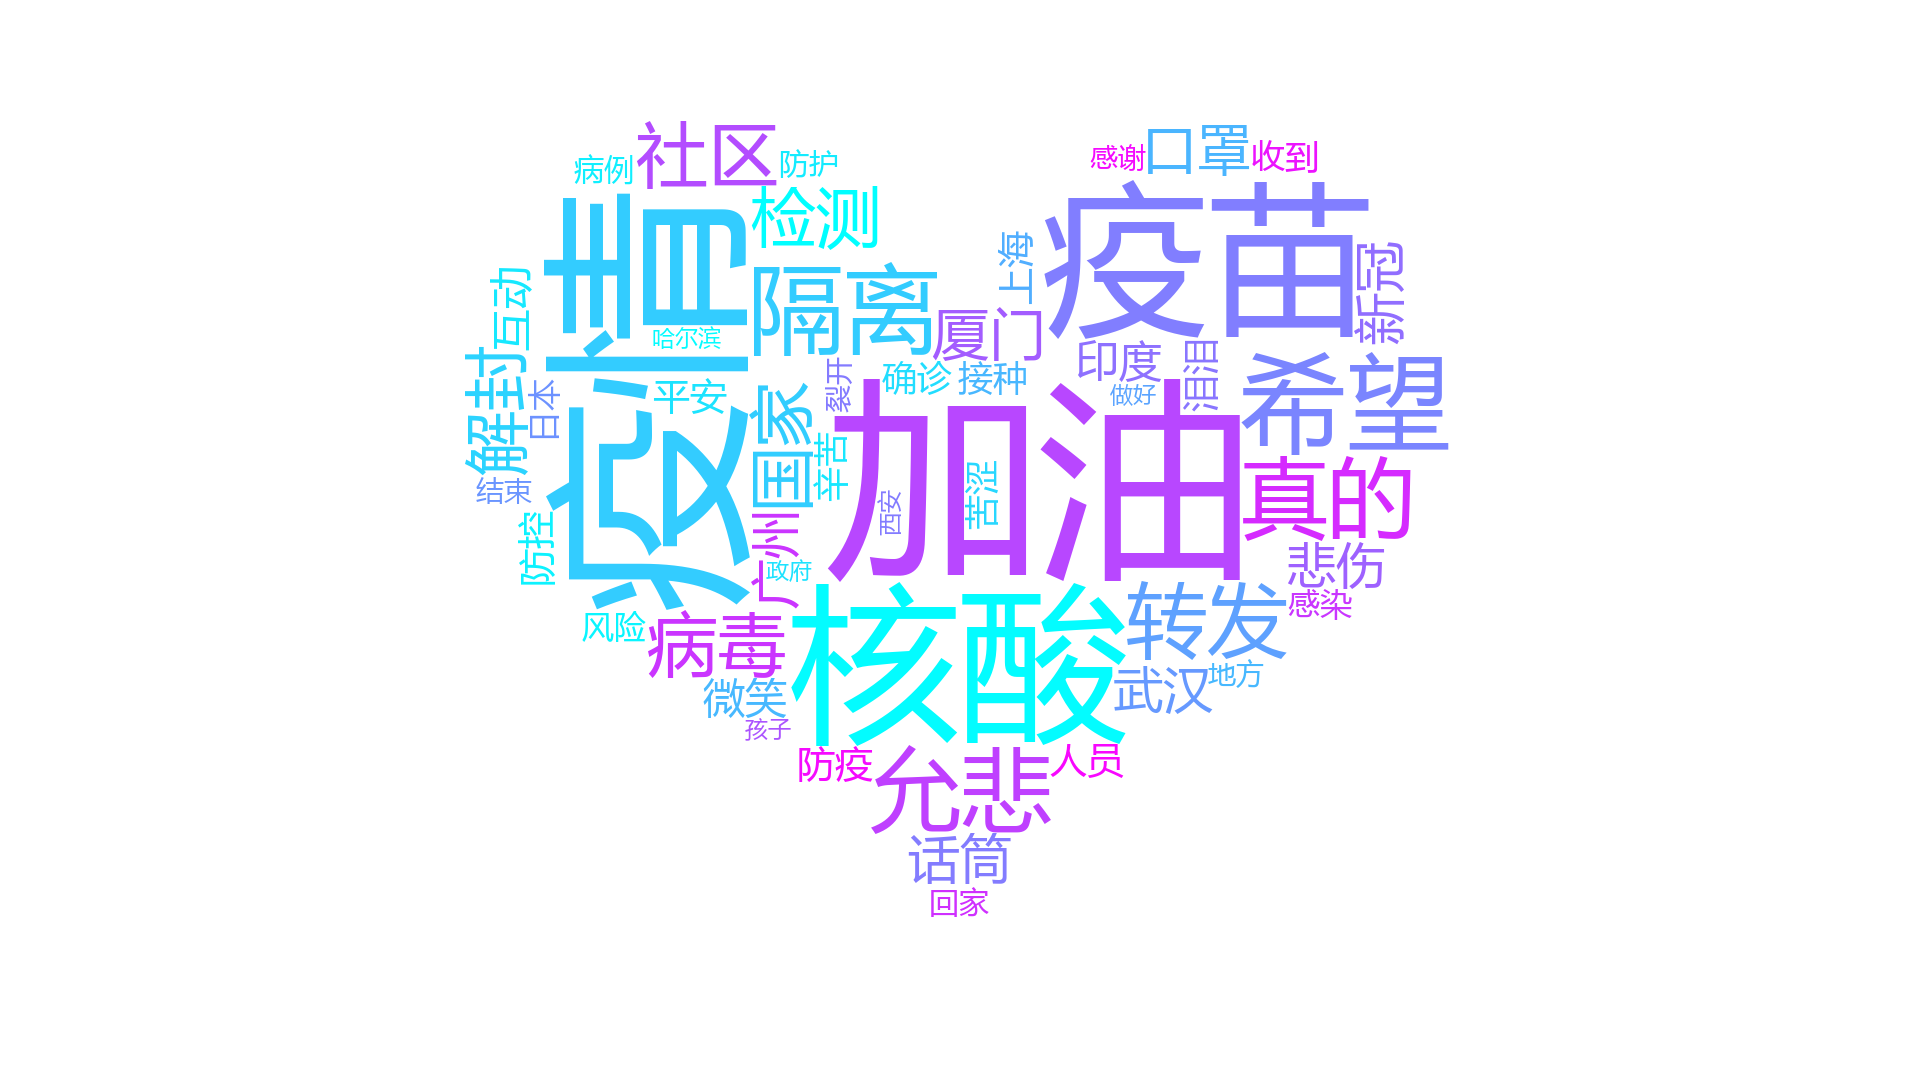 社区
病例
防护
检测
疫情
隔离
感谢
口罩
收到
疫苗
上海
新冠
互动
哈尔滨
厦门
印度
泪目
希望
解封
日本
平安
国家
裂开
确诊
接种
做好
加油
辛苦
西安
苦涩
真的
结束
防控
广州
政府
悲伤
感染
风险
病毒
核酸
转发
微笑
武汉
地方
孩子
防疫
允悲
人员
话筒
回家